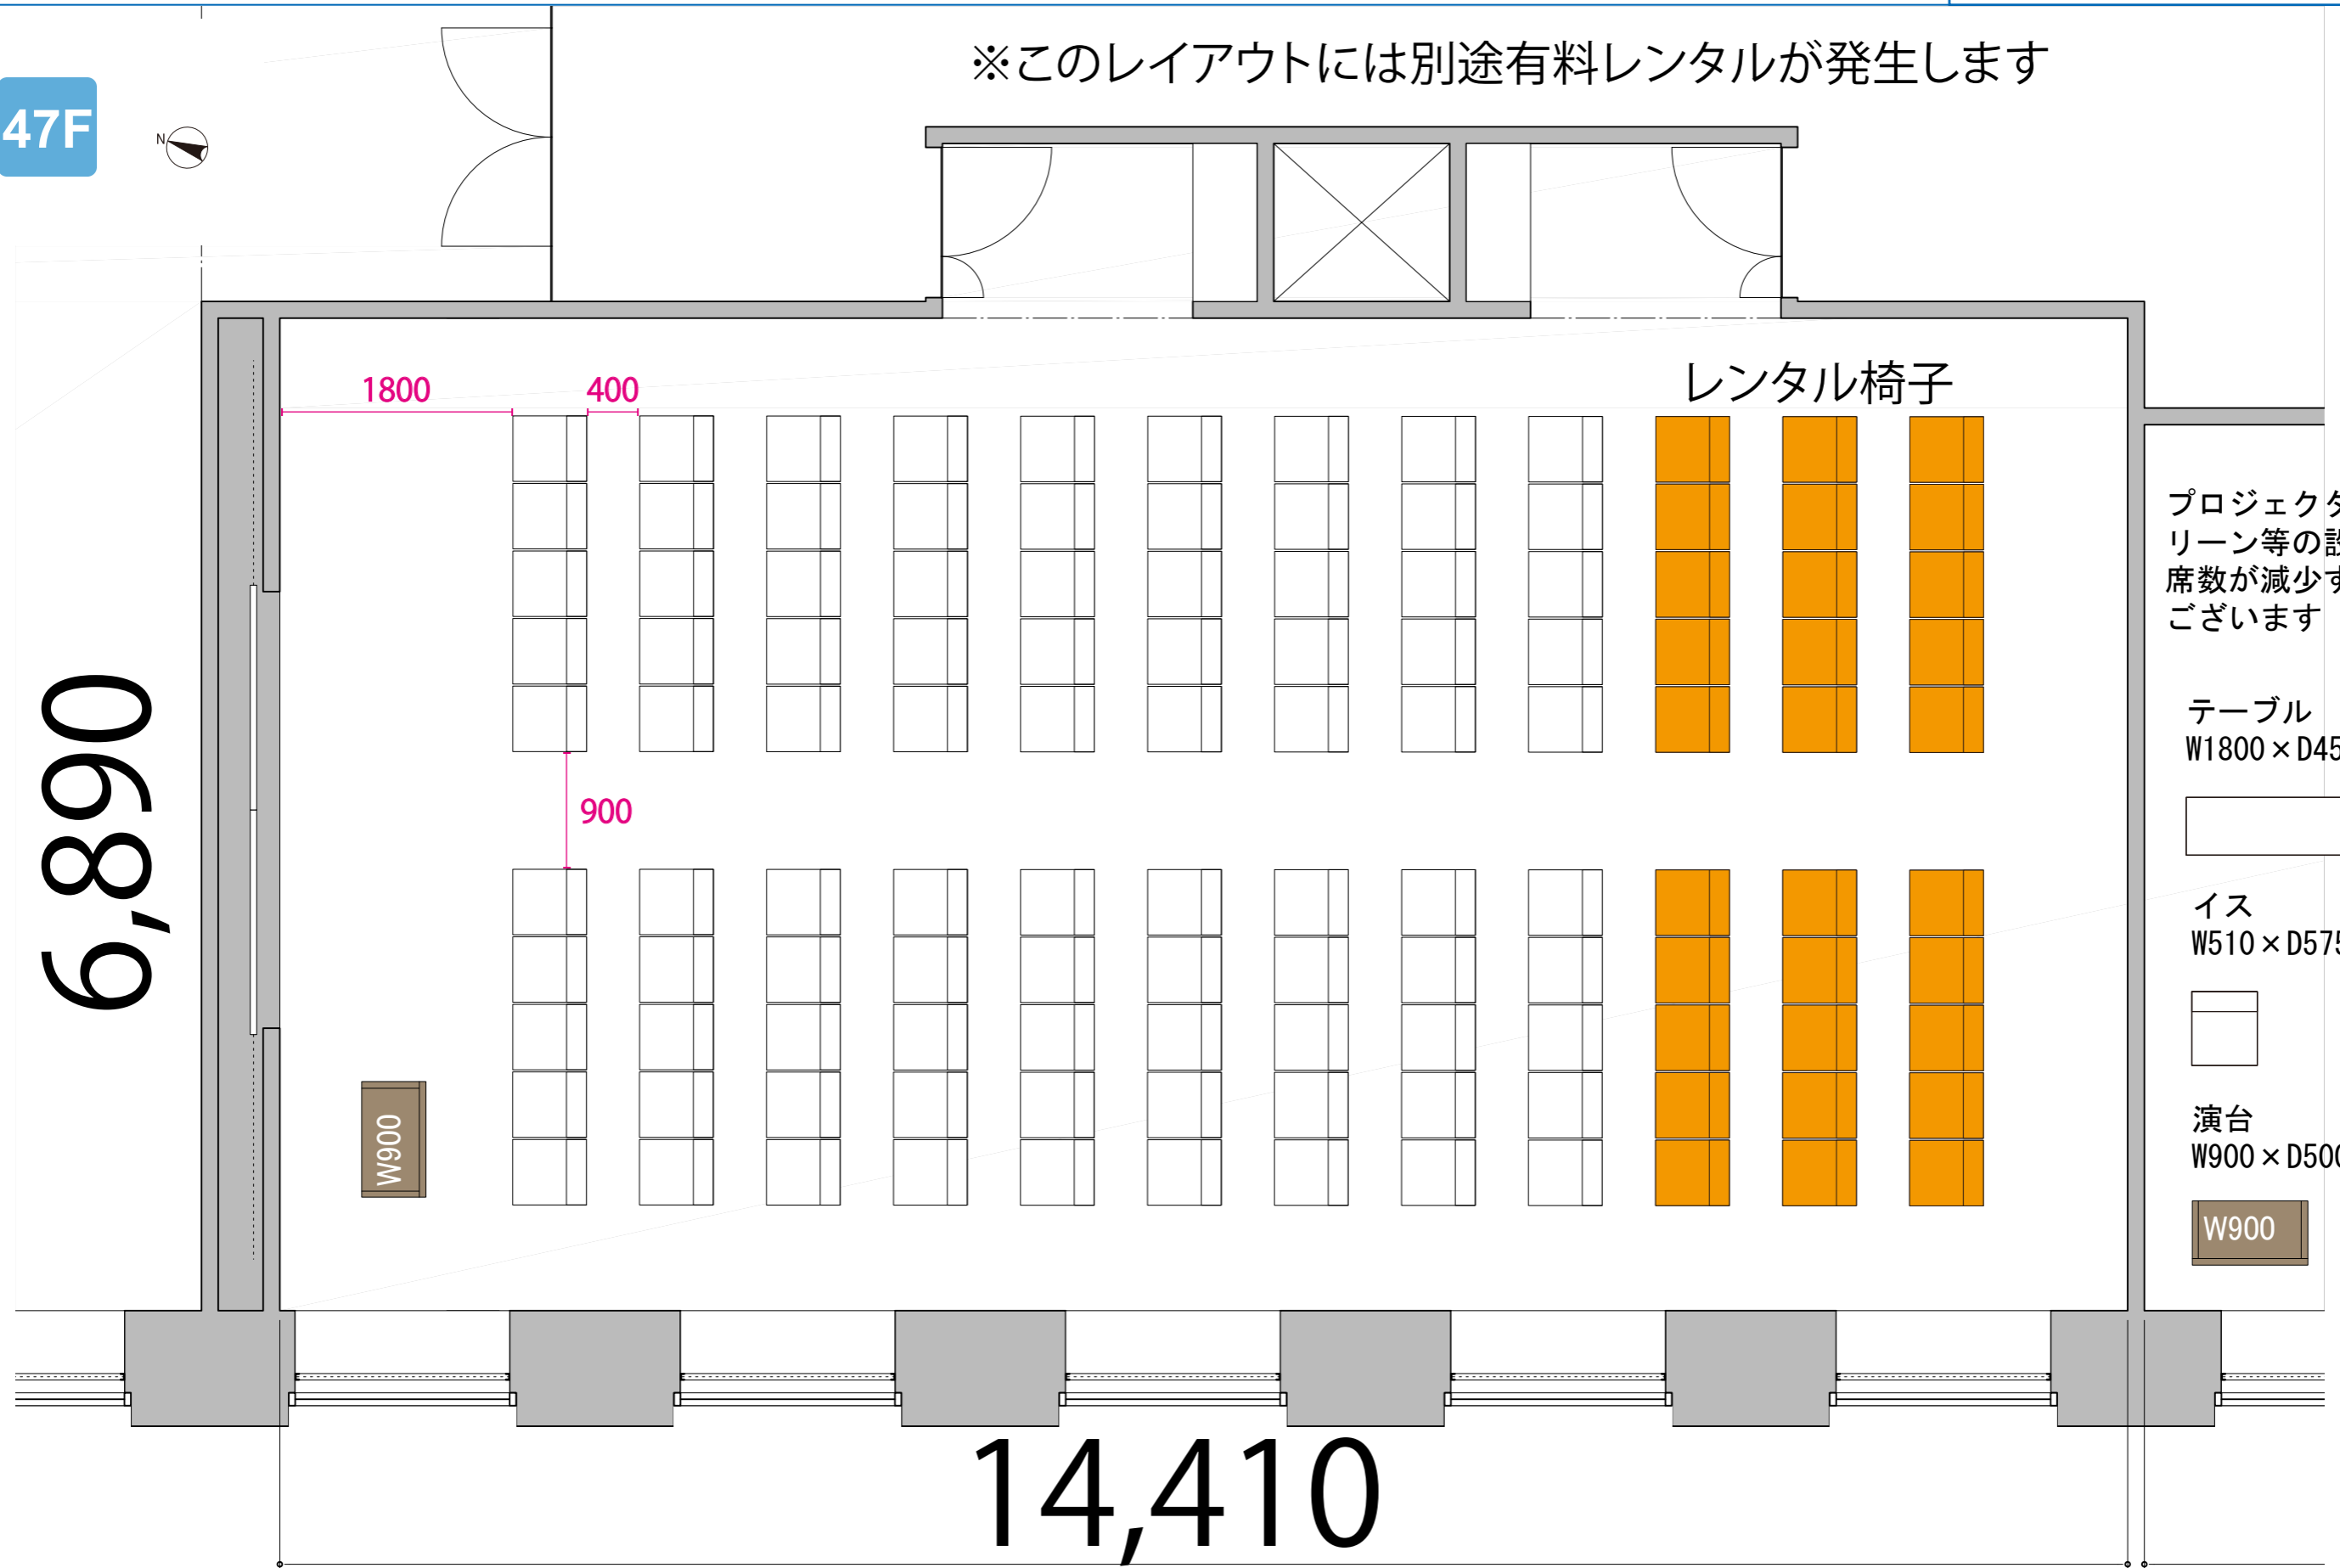 ※このレイアウトには別途有料レンタルが発生します
47F
N
レンタル椅子
1800
400
プロジェクタ
リーン等の設
席数が減少す
ございます
6,890
テーブル
W1800×D45
900
イス
W510×D575
演台
W900×D500
W900
W900
14,410